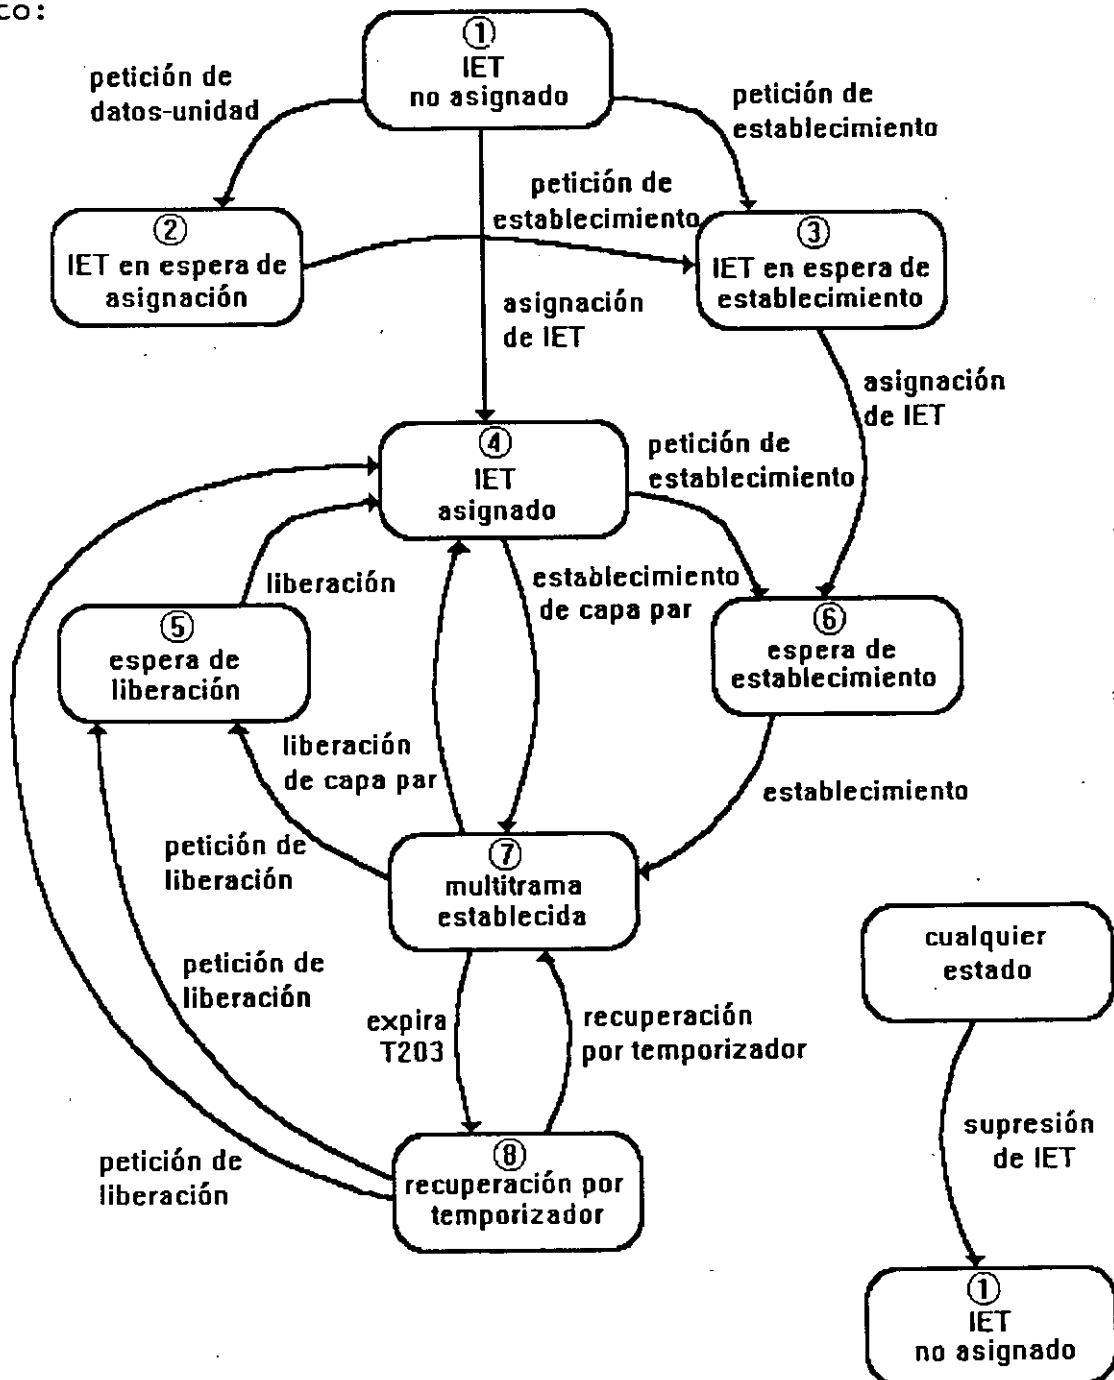 co:
①
IET
no asignado
petición de
datos-unidad
petición de
establecimiento
petición de
establecimiento
②
IET en espera de
asignación
③
IET en espera de
establecimiento
asignación
de IET
asignación
de IET
④
IET
asignado
petición de
establecimiento
liberación
establecimiento
de capa par
⑤
espera de
liberación
⑥
espera de
establecimiento
liberación
de capa par
establecimiento
petición de
liberación
⑦
multitrama
establecida
cualquier
estado
petición de
liberación
expira
T203
recuperación
por temporizador
supresión
de IET
petición de
liberación
⑧
recuperación por
temporizador
①
IET
no asignado